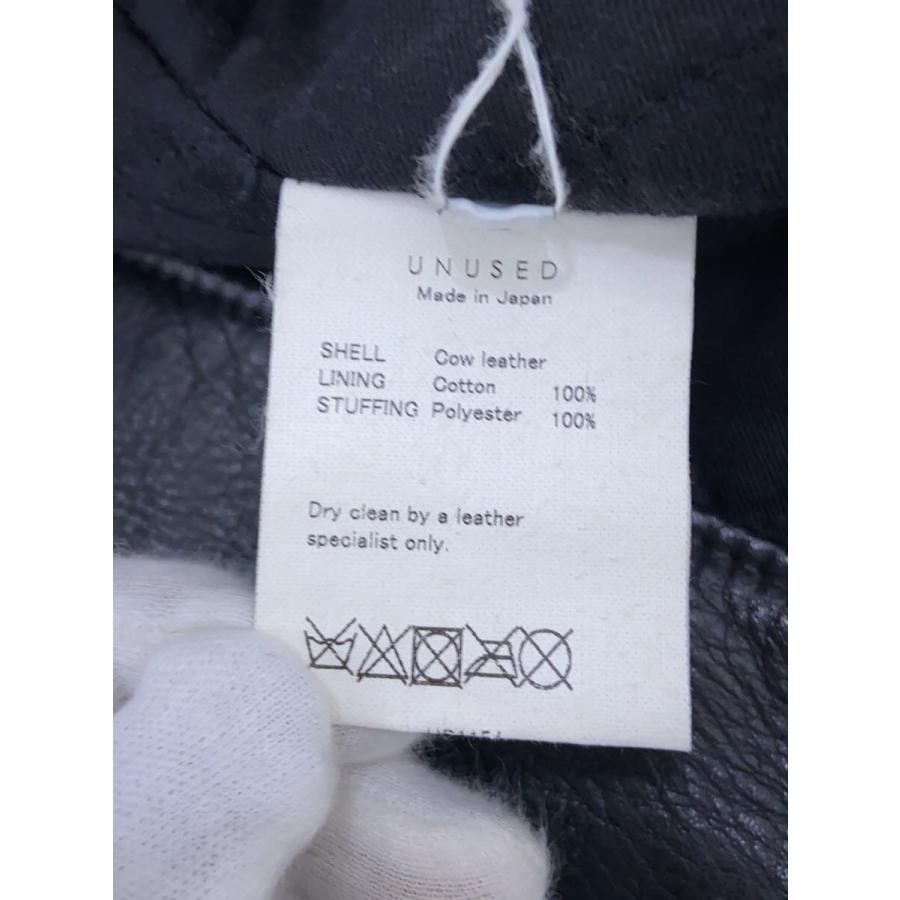 UNUSED
Made in Japan
SHELL Cow leather
LINING Cotton 100%
STUFFING Polyester 100%
Dry clean by a leather
specialist only.